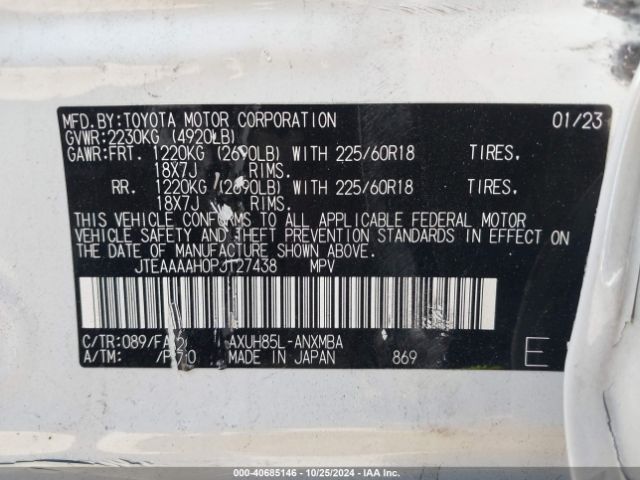 MFD.BY:TOYOTA MOTOR CORPORATION 01/23
GVWR:2230KG (4920LB)
GAWR:FRT. 1220KG (2690LB) WITH 225/60R18 TIRES.
18X7J RIMS.
RR. 1220KG (2690LB) WITH 225/60R18 TIRES.
18X7J RIMS.
THIS VEHICLE CONFORMS TO ALL APPLICABLE FEDERAL MOTOR
VEHICLE SAFETY AND THEFT PREVENTION STANDARDS IN EFFECT ON
THE DATE OF MANUFACTURE SHOWN ABOVE.
JTEAAAAH0PJ127438 MPV
C/TR:089/ AXUH85L-ANXMBA
A/TM: MADE IN JAPAN 869 E
000-40685146 - 10/25/2024 - IAA Inc.